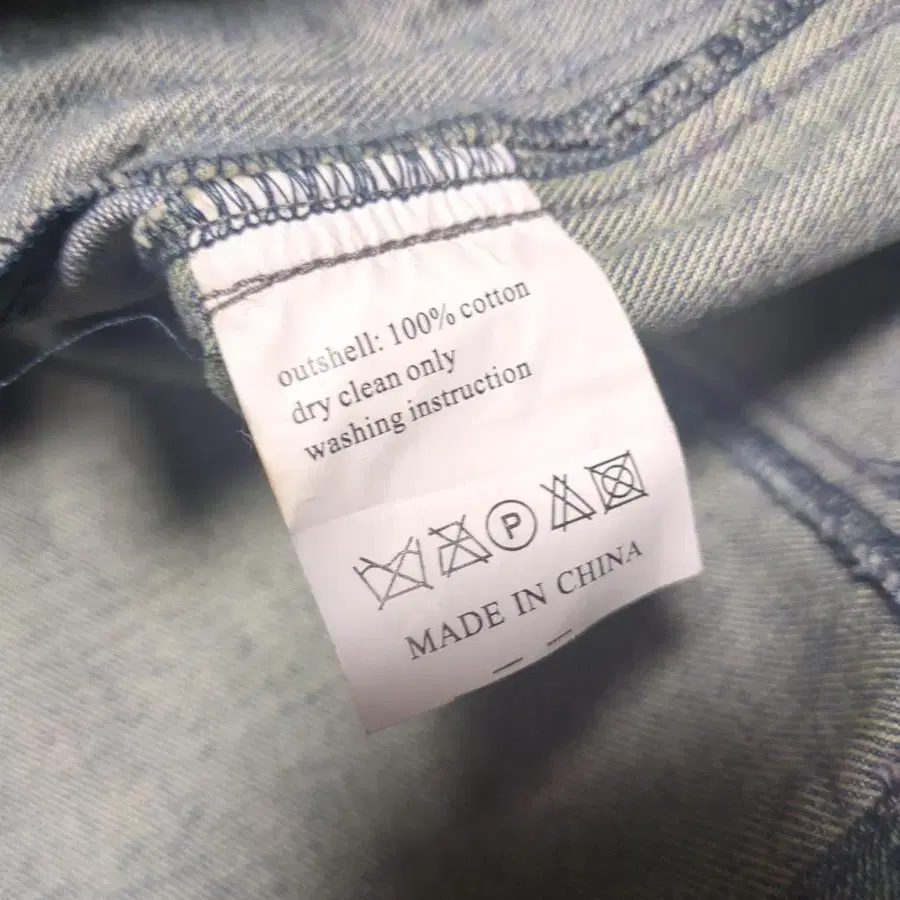 outshell: 100% cotton
dry clean only
washing instruction
P
MADE IN CHINA